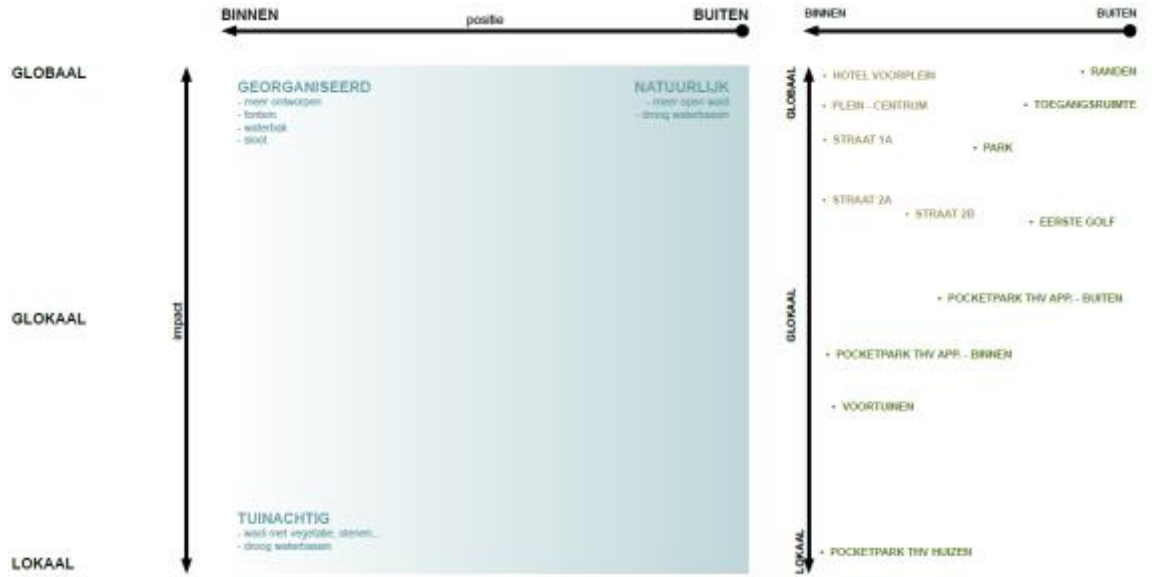 BINNEN
positie
BUITEN
GLOBAAL
GLOKAAL
LOKAAL
impact
GEORGANISEERD
- meer ontworpen
- fontein
- waterbak
- sloot
NATUURLIJK
- meer open wadi
- droog waterbassin
TUINACHTIG
- wadi met vegetatie, stenen...
- droog waterbassin
BINNEN
BUITEN
GLOBAAL
GLOKAAL
LOKAAL
• HOTEL VOORPLEIN
• RANDEN
• PLEIN - CENTRUM
• TOEGANGSRUIMTE
• STRAAT 1A
• PARK
• STRAAT 2A
• STRAAT 2B
• EERSTE GOLF
• POCKETPARK THV APP. - BUITEN
• POCKETPARK THV APP. - BINNEN
• VOORTUINEN
• POCKETPARK THV HUIZEN